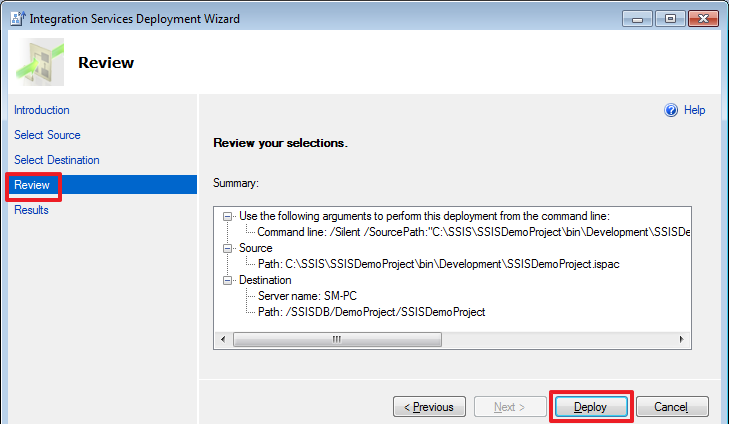 Integration Services Deployment Wizard
Review
Introduction
Select Source
Select Destination
Review
Results
Help
Review your selections.
Summary:
Use the following arguments to perform this deployment from the command line:
Command line: /Silent /SourcePath:"C:\SSIS\SSISDemoProject\bin\Development\SSISDe
Source
Path: C:\SSIS\SSISDemoProject\bin\Development\SSISDemoProject.ispac
Destination
Server name: SM-PC
Path: /SSISDB/DemoProject/SSISDemoProject
< Previous
Next >
Deploy
Cancel